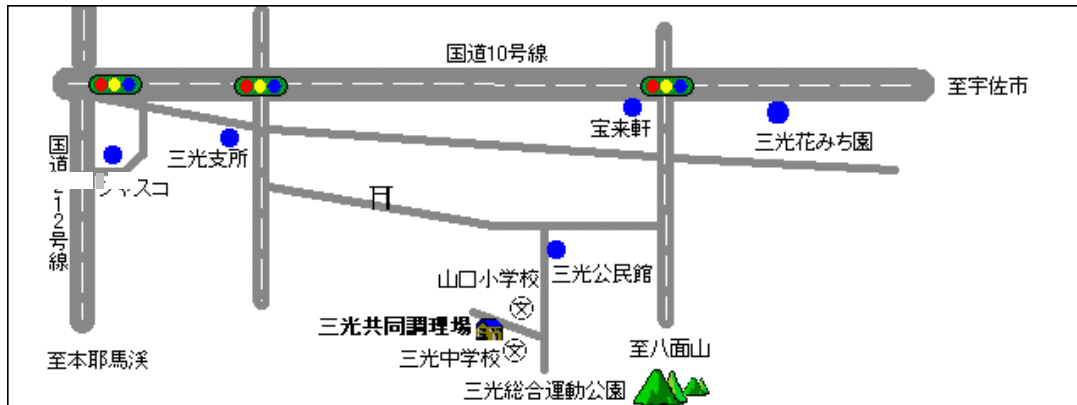 国道10号線
至宇佐市
宝来軒
三光花みち園
三光支所
国道212号線
ジャスコ
三光公民館
山口小学校
文
三光共同調理場
三光中学校
文
至本耶馬渓
至八面山
三光総合運動公園